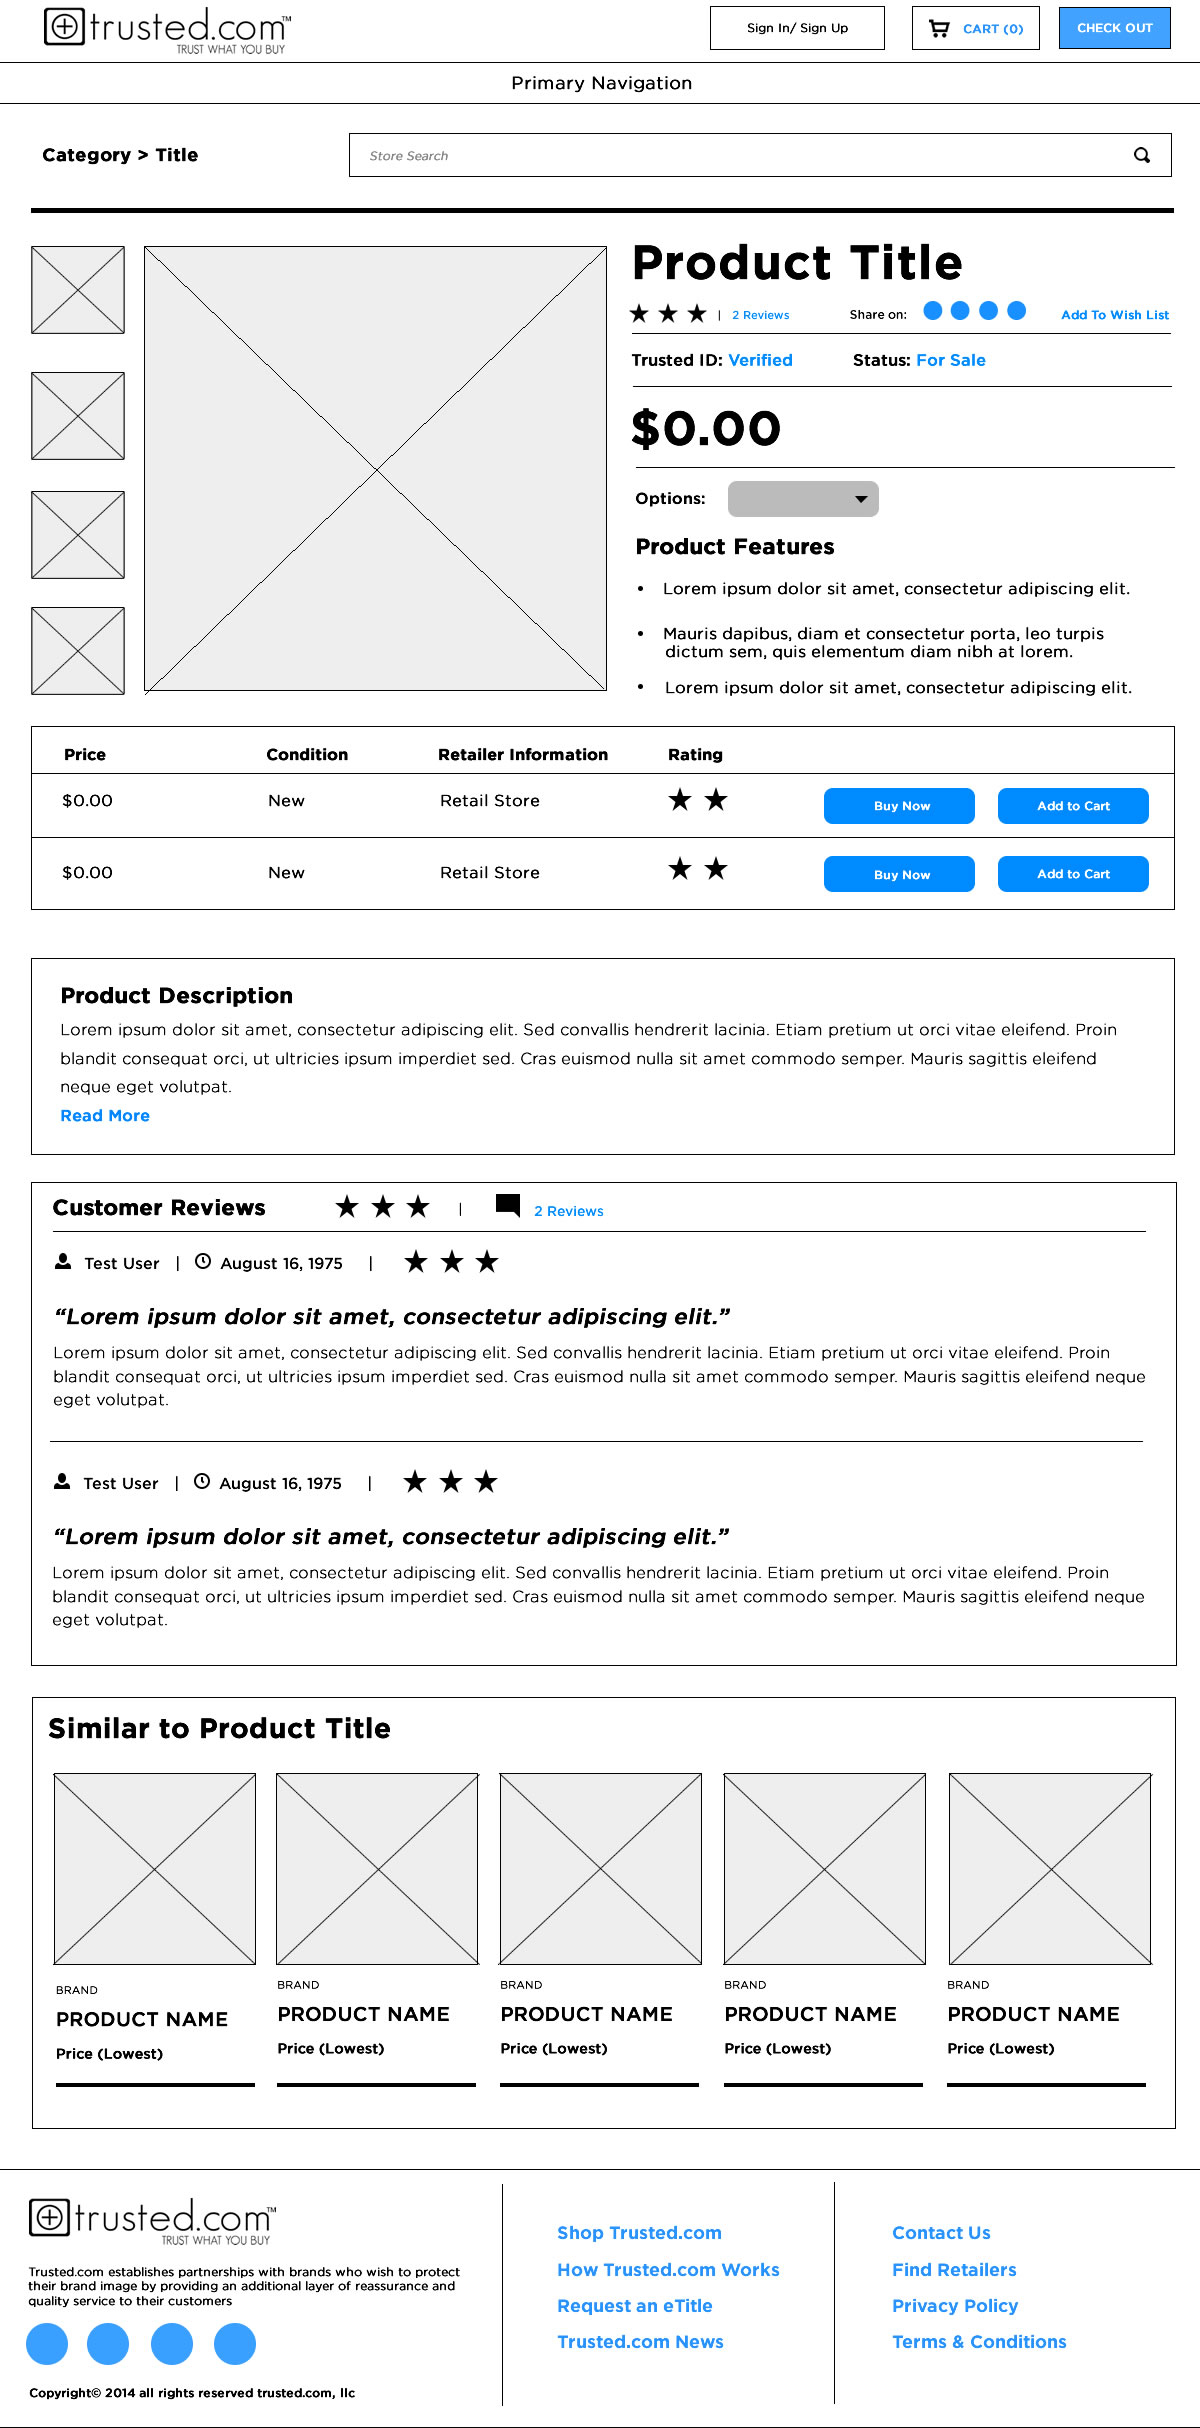 trusted.com™
TRUST WHAT YOU BUY
Sign In/ Sign Up
CART (0)
CHECK OUT
Primary Navigation
Category > Title
Store Search
Product Title
| 2 Reviews
Share on:
Add To Wish List
Trusted ID: Verified
Status: For Sale
$0.00
Options:
Product Features
• Lorem ipsum dolor sit amet, consectetur adipiscing elit.
• Mauris dapibus, diam et consectetur porta, leo turpis
dictum sem, quis elementum diam nibh at lorem.
• Lorem ipsum dolor sit amet, consectetur adipiscing elit.
Price Condition Retailer Information Rating
$0.00 New Retail Store Buy Now Add to Cart
$0.00 New Retail Store Buy Now Add to Cart
Product Description
Lorem ipsum dolor sit amet, consectetur adipiscing elit. Sed convallis hendrerit lacinia. Etiam pretium ut orci vitae eleifend. Proin
blandit consequat orci, ut ultricies ipsum imperdiet sed. Cras euismod nulla sit amet commodo semper. Mauris sagittis eleifend
neque eget volutpat.
Read More
Customer Reviews | 2 Reviews
Test User | August 16, 1975 |
“Lorem ipsum dolor sit amet, consectetur adipiscing elit.”
Lorem ipsum dolor sit amet, consectetur adipiscing elit. Sed convallis hendrerit lacinia. Etiam pretium ut orci vitae eleifend. Proin
blandit consequat orci, ut ultricies ipsum imperdiet sed. Cras euismod nulla sit amet commodo semper. Mauris sagittis eleifend neque
eget volutpat.
Test User | August 16, 1975 |
“Lorem ipsum dolor sit amet, consectetur adipiscing elit.”
Lorem ipsum dolor sit amet, consectetur adipiscing elit. Sed convallis hendrerit lacinia. Etiam pretium ut orci vitae eleifend. Proin
blandit consequat orci, ut ultricies ipsum imperdiet sed. Cras euismod nulla sit amet commodo semper. Mauris sagittis eleifend neque
eget volutpat.
Similar to Product Title
BRAND
PRODUCT NAME
Price (Lowest)
BRAND
PRODUCT NAME
Price (Lowest)
BRAND
PRODUCT NAME
Price (Lowest)
BRAND
PRODUCT NAME
Price (Lowest)
BRAND
PRODUCT NAME
Price (Lowest)
trusted.com™
TRUST WHAT YOU BUY
Trusted.com establishes partnerships with brands who wish to protect
their brand image by providing an additional layer of reassurance and
quality service to their customers
Copyright© 2014 all rights reserved trusted.com, llc
Shop Trusted.com
How Trusted.com Works
Request an eTitle
Trusted.com News
Contact Us
Find Retailers
Privacy Policy
Terms & Conditions